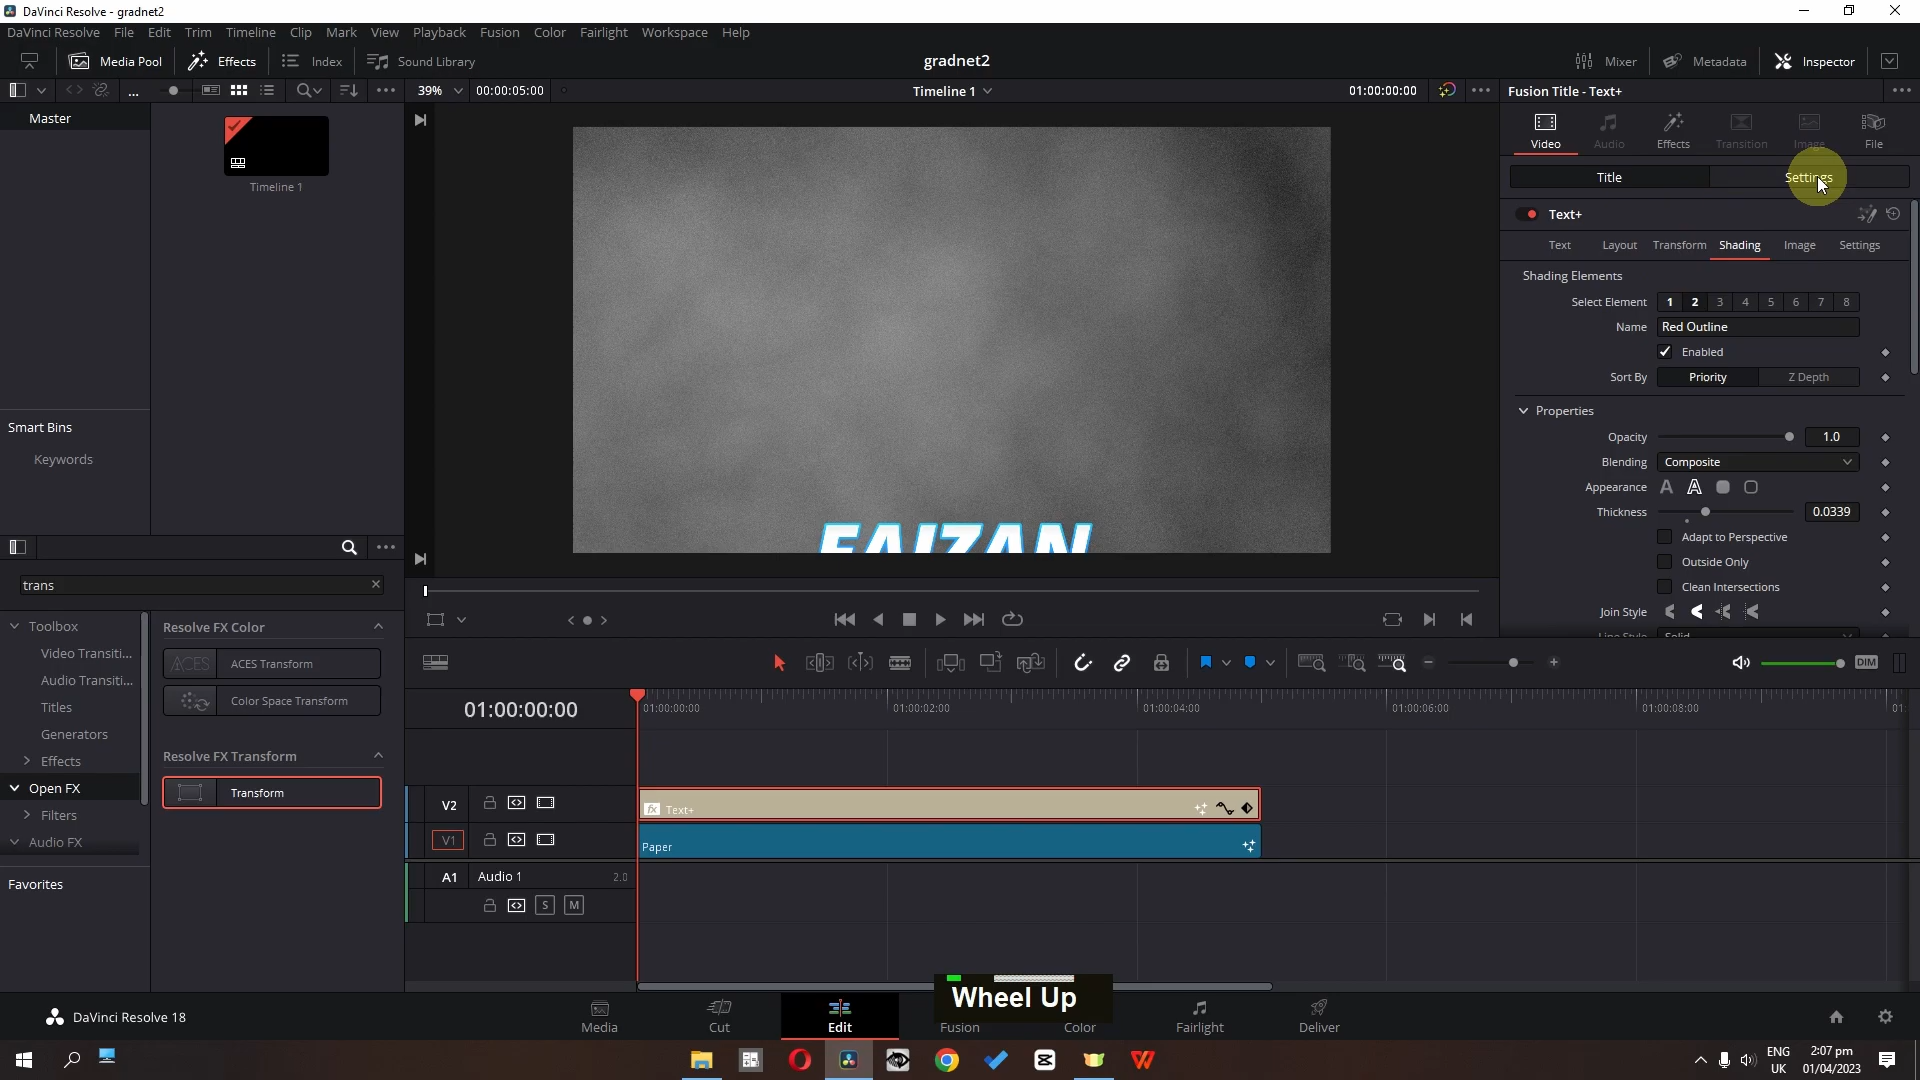 DaVinci Resolve - gradnet2
DaVinci Resolve File Edit Trim Timeline Clip Mark View Playback Fusion Color Fairlight Workspace Help
Media Pool Effects Index Sound Library gradnet2 Mixer Metadata Inspector
... 39% 00:00:05:00 Timeline 1 01:00:00:00 Fusion Title - Text+
Master
Timeline 1
Video Audio Effects Transition Image File
Title Settings
Text+
Text Layout Transform Shading Image Settings
Shading Elements
Select Element 1 2 3 4 5 6 7 8
Name Red Outline
Enabled
Sort By Priority Z Depth
Properties
Opacity 1.0
Blending Composite
Appearance
Thickness 0.0339
Adapt to Perspective
Outside Only
Clean Intersections
Join Style
Line Style Solid
FAIZAN
Smart Bins
Keywords
trans
Toolbox
Video Transiti...
Audio Transiti...
Titles
Generators
Effects
Open FX
Filters
Audio FX
Favorites
Resolve FX Color
ACES ACES Transform
Color Space Transform
Resolve FX Transform
Transform
DIM
01:00:00:00 01:00:00:00 01:00:02:00 01:00:04:00 01:00:06:00 01:00:08:00 01:
V2 fx Text+
V1 Paper
A1 Audio 1 2.0
S M
Wheel Up
DaVinci Resolve 18 Media Cut Edit Fusion Color Fairlight Deliver
ENG 2:07 pm
UK 01/04/2023